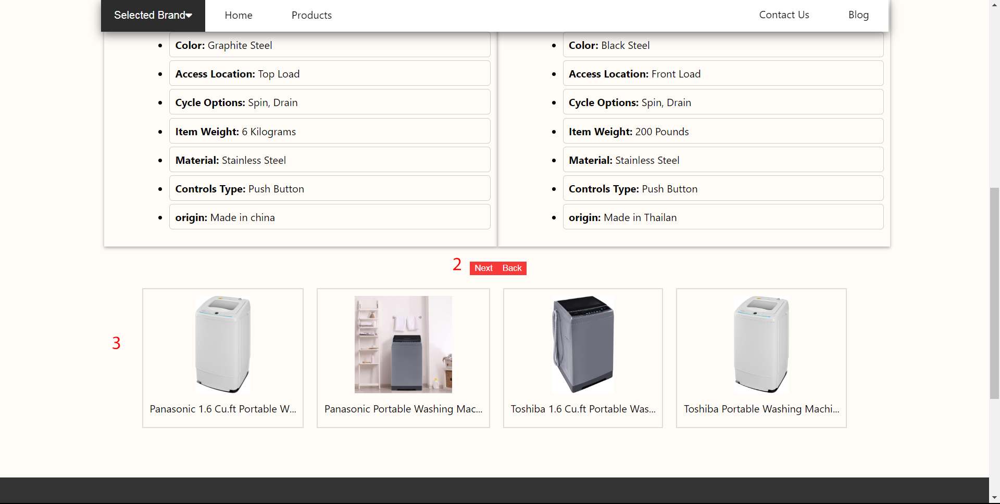 Selected Brand Home Products Contact Us Blog
Color: Graphite Steel
Access Location: Top Load
Cycle Options: Spin, Drain
Item Weight: 6 Kilograms
Material: Stainless Steel
Controls Type: Push Button
origin: Made in china
Color: Black Steel
Access Location: Front Load
Cycle Options: Spin, Drain
Item Weight: 200 Pounds
Material: Stainless Steel
Controls Type: Push Button
origin: Made in Thailan
2 Next Back
3
Panasonic 1.6 Cu.ft Portable W...
Panasonic Portable Washing Mac...
Toshiba 1.6 Cu.ft Portable Was...
Toshiba Portable Washing Machi...